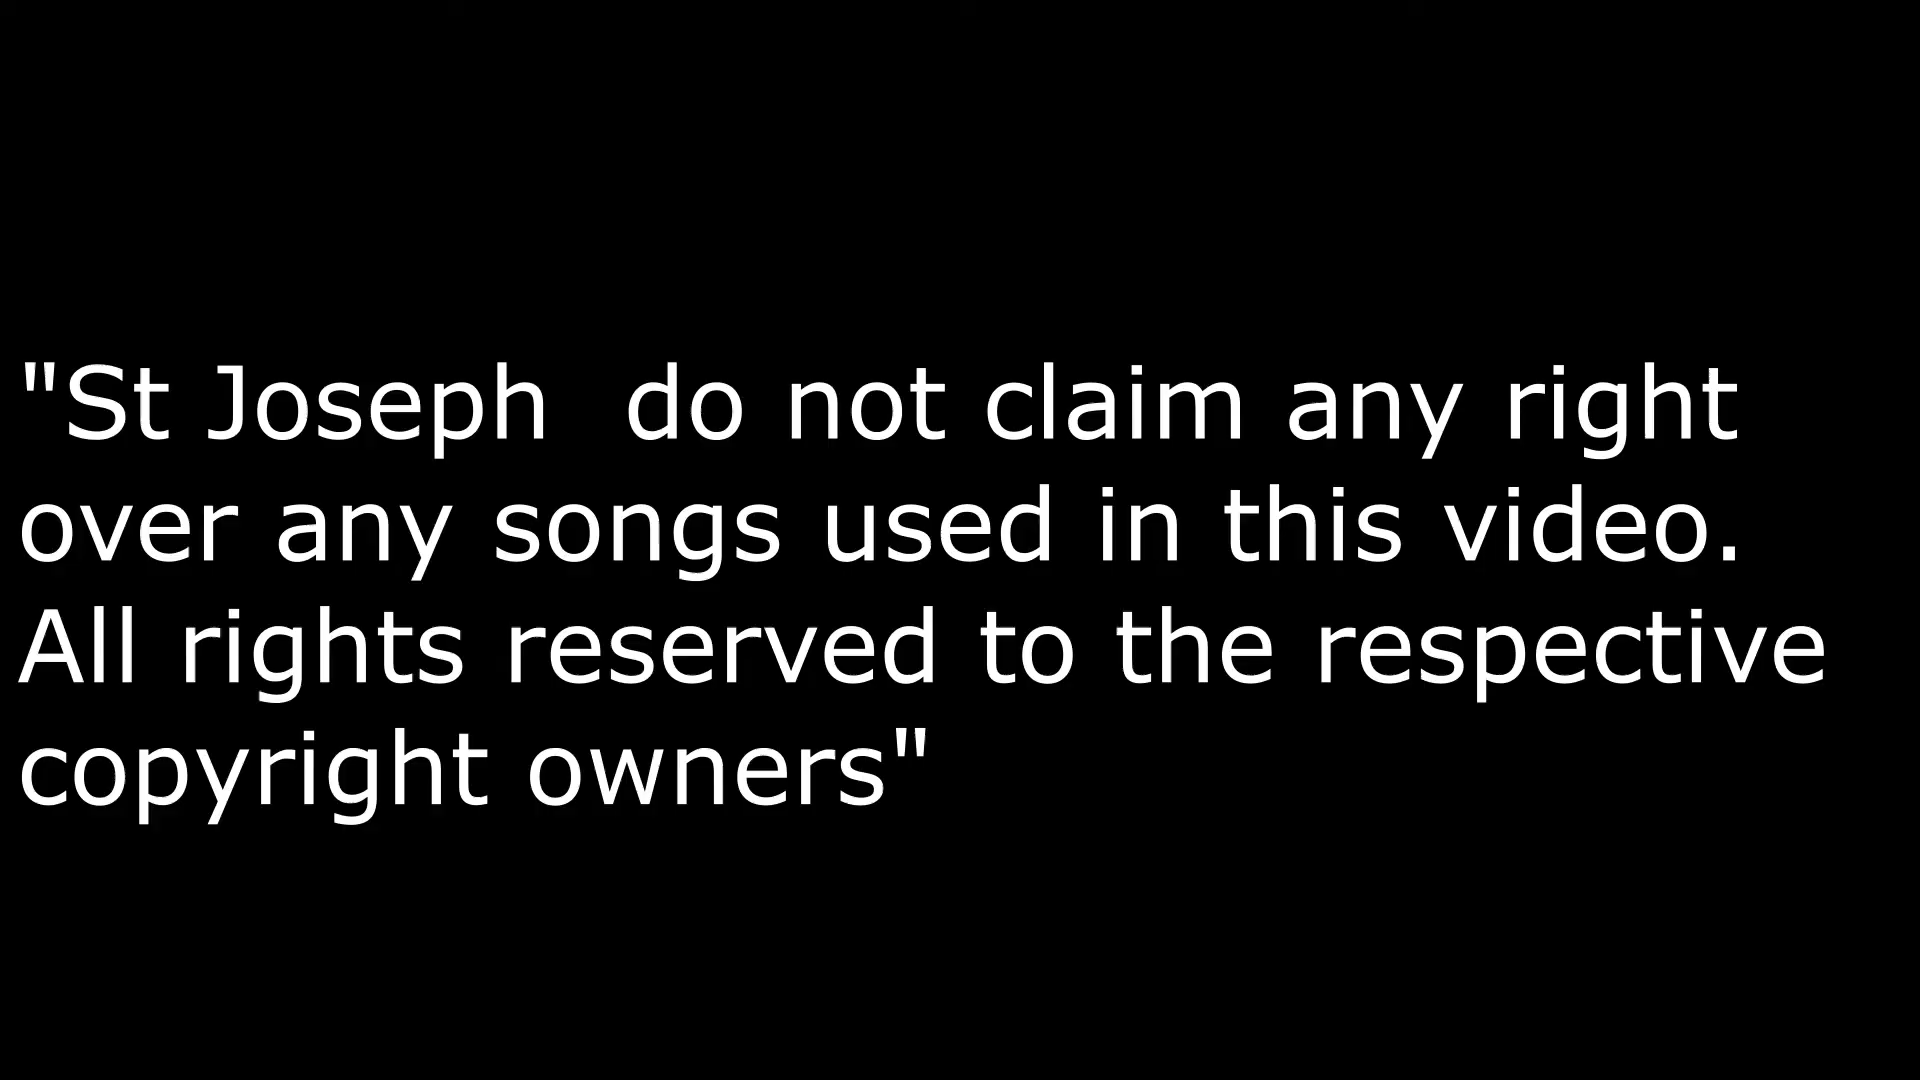 "St Joseph  do not claim any right
over any songs used in this video.
All rights reserved to the respective
copyright owners"